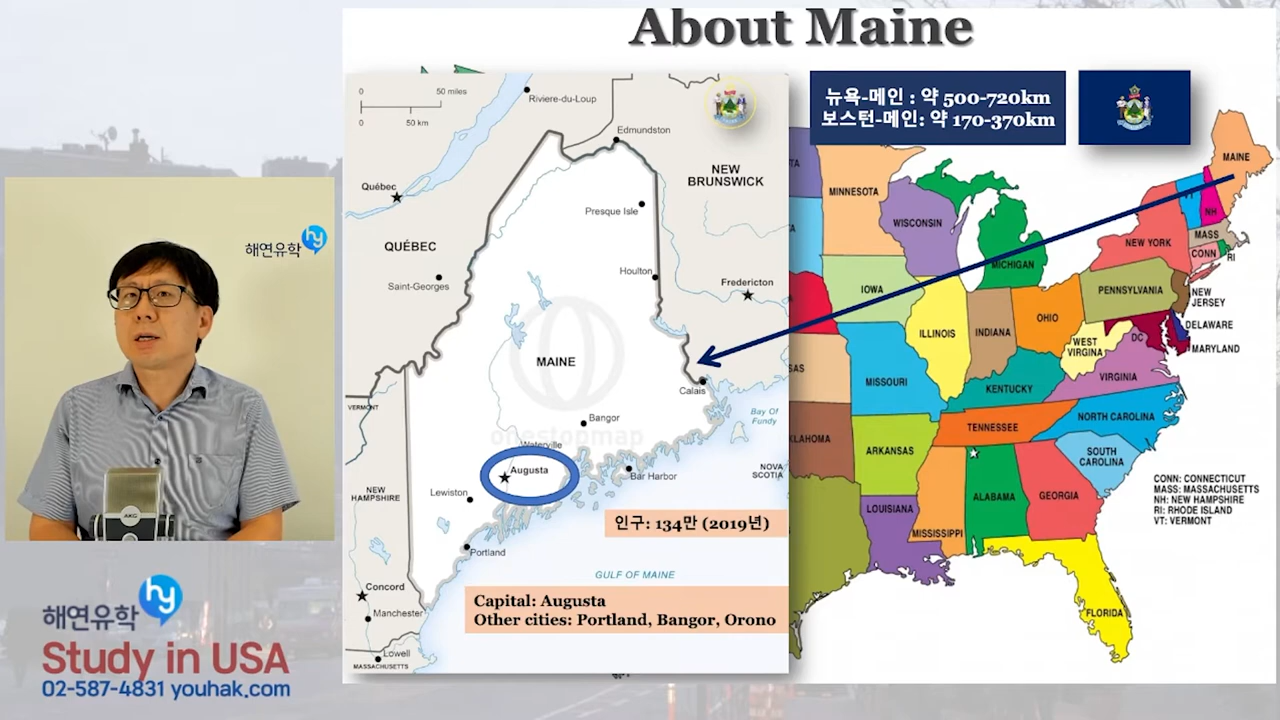 About Maine
뉴욕-메인 : 약 500-720km
보스턴-메인: 약 170-370km
0 50 miles
0 50 km
Riviere-du-Loup
Edmundston
NEW
BRUNSWICK
Québec
Presque Isle
QUÉBEC
Houlton
Saint-Georges
Fredericton
MAINE
Calais
VERMONT
Bay Of
Fundy
Bangor
onestopmap
Waterville
Augusta
NOVA
SCOTIA
Bar Harbor
NEW
HAMPSHIRE
Lewiston
인구: 134만 (2019년)
Portland
GULF OF MAINE
Concord
Capital: Augusta
Other cities: Portland, Bangor, Orono
Manchester
Lowell
MASSACHUSETTS
MAINE
MINNESOTA
WISCONSIN
NH
MASS
NEW YORK
CONN
RI
MICHIGAN
IOWA
PENNSYLVANIA
NEW
JERSEY
OHIO
ILLINOIS
INDIANA
DELAWARE
DC
WEST
VIRGINIA
MARYLAND
MISSOURI
KENTUCKY
VIRGINIA
TENNESSEE
NORTH CAROLINA
ARKANSAS
SOUTH
CAROLINA
ALABAMA
GEORGIA
LOUISIANA
MISSISSIPPI
FLORIDA
CONN: CONNECTICUT
MASS: MASSACHUSETTS
NH: NEW HAMPSHIRE
RI: RHODE ISLAND
VT: VERMONT
해연유학 hy
AKG
해연유학 hy
Study in USA
02-587-4831 youhak.com